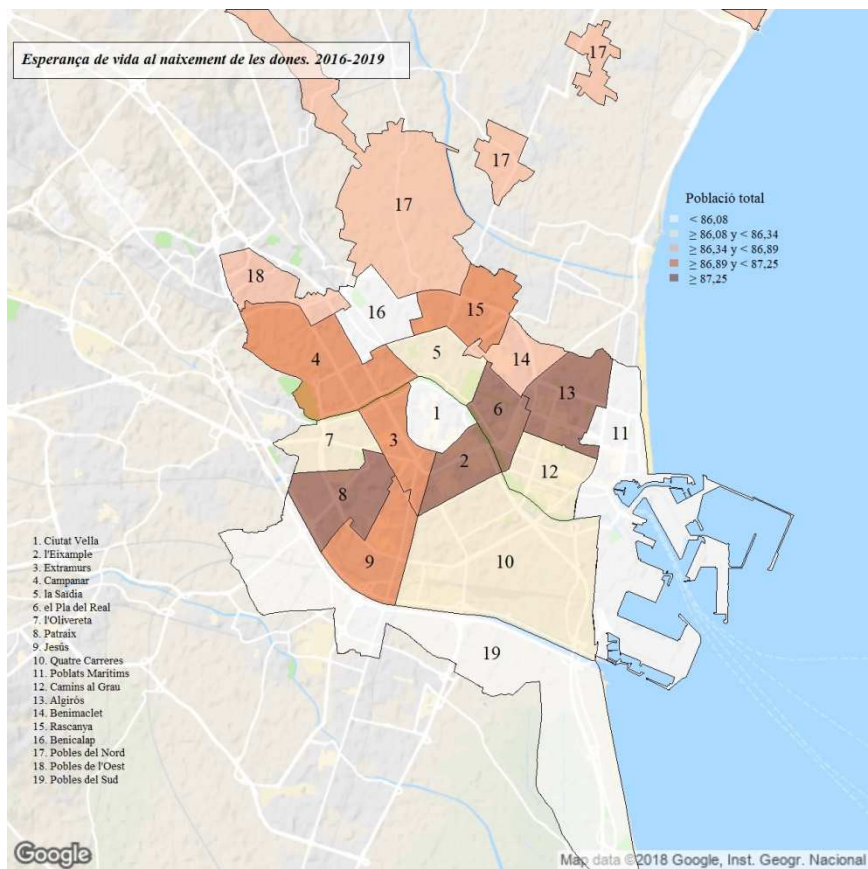 Esperança de vida al naixement de les dones. 2016-2019
17
17
17
Població total
< 86,08
≥ 86,08 y < 86,34
≥ 86,34 y < 86,89
≥ 86,89 y < 87,25
≥ 87,25
18
16
15
4
5
14
13
6
1
11
3
7
2
12
8
9
10
19
1. Ciutat Vella
2. l'Eixample
3. Extramurs
4. Campanar
5. la Saïdia
6. el Pla del Real
7. l'Olivereta
8. Patraix
9. Jesús
10. Quatre Carreres
11. Poblats Marítims
12. Camins al Grau
13. Algirós
14. Benimaclet
15. Rascanya
16. Benicalap
17. Pobles del Nord
18. Pobles de l'Oest
19. Pobles del Sud
Google
Map data ©2018 Google, Inst. Geogr. Nacional